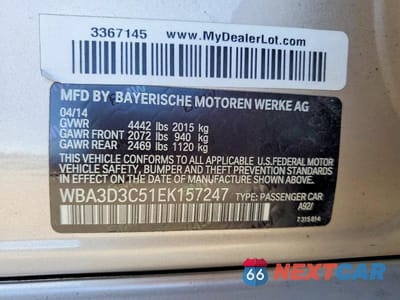 3367145
www.MyDealerLot.com
MFD BY BAYERISCHE MOTOREN WERKE AG
04/14
GVWR 4442 lbs 2015 kg
GAWR FRONT 2072 lbs 940 kg
GAWR REAR 2469 lbs 1120 kg
THIS VEHICLE CONFORMS TO ALL APPLICABLE U.S.FEDERAL MOTOR
VEHICLE SAFETY, BUMPER, AND THEFT PREVENTION STANDARDS
IN EFFECT ON THE DATE OF MANUFACTURE SHOWN ABOVE.
WBA3D3C51EK157247 TYPE: PASSENGER CAR
A92/
7 315 814
66 NEXTCAR